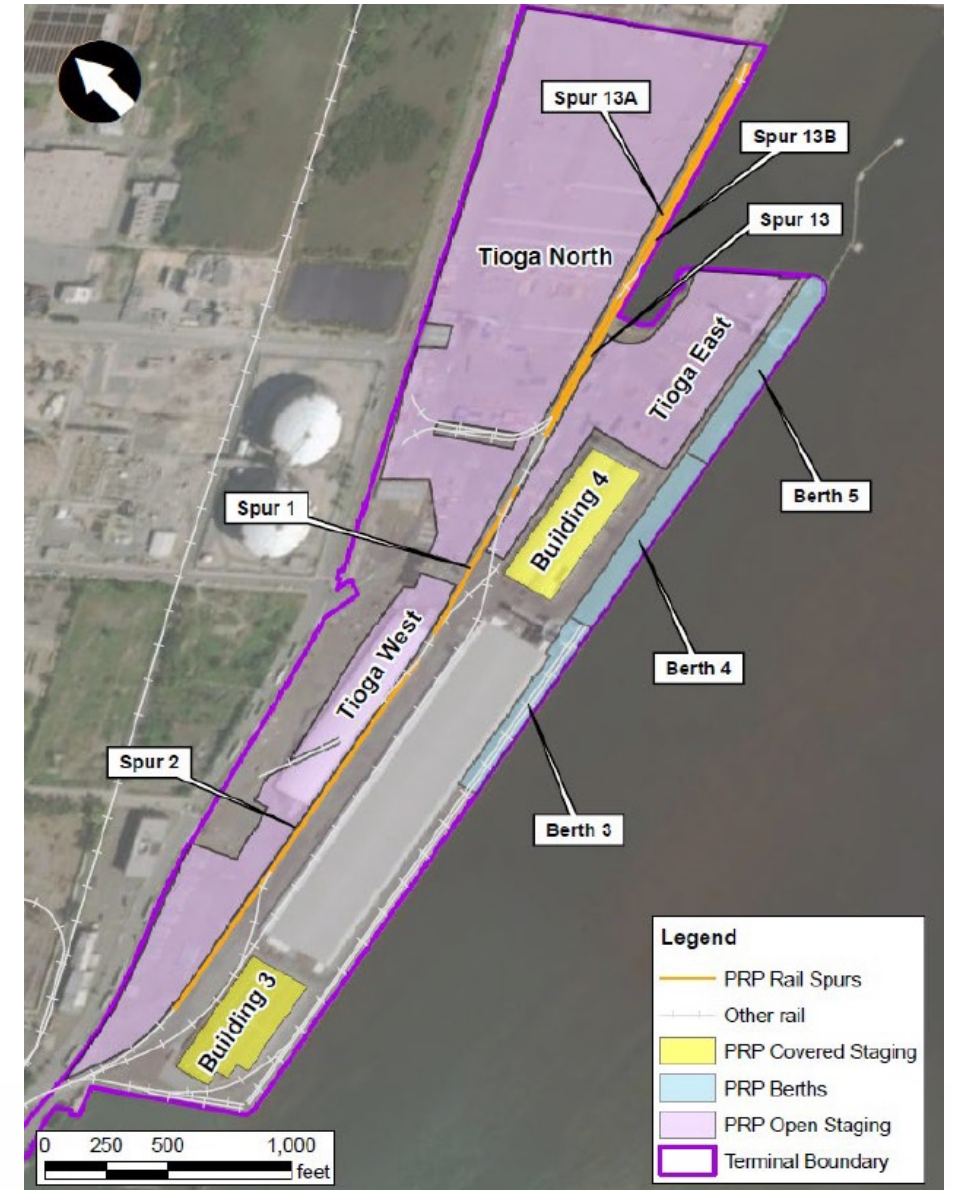 Spur 13A
Spur 13B
Spur 13
Tioga North
Tioga East
Building 4
Berth 5
Spur 1
Berth 4
Tioga West
Spur 2
Berth 3
Building 3
Legend
PRP Rail Spurs
Other rail
PRP Covered Staging
PRP Berths
PRP Open Staging
Terminal Boundary
0 250 500 1,000
feet